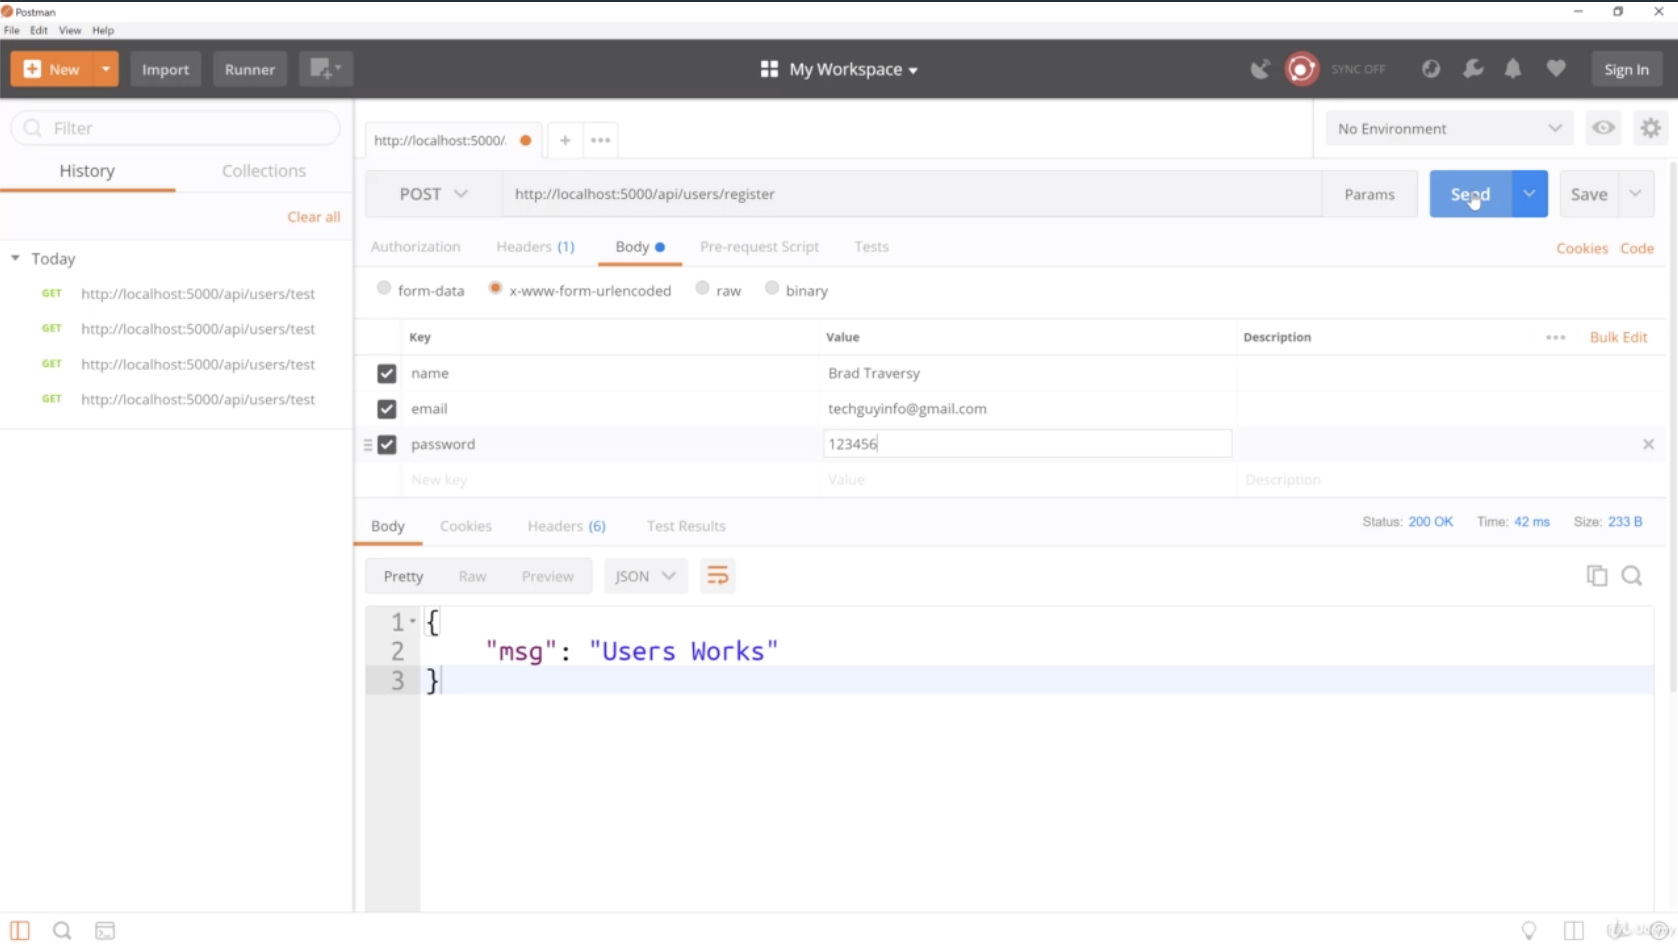 Postman
File Edit View Help
New Import Runner My Workspace SYNC OFF Sign In
Filter
History Collections
Clear all
Today
GET http://localhost:5000/api/users/test
GET http://localhost:5000/api/users/test
GET http://localhost:5000/api/users/test
GET http://localhost:5000/api/users/test
http://localhost:5000/. No Environment
POST http://localhost:5000/api/users/register Params Send Save
Authorization Headers (1) Body Pre-request Script Tests Cookies Code
form-data x-www-form-urlencoded raw binary
Key Value Description Bulk Edit
name Brad Traversy
email techguyinfo@gmail.com
password 123456
New key Value Description
Body Cookies Headers (6) Test Results Status: 200 OK Time: 42 ms Size: 233 B
Pretty Raw Preview JSON
1 {
2 "msg": "Users Works"
3 }